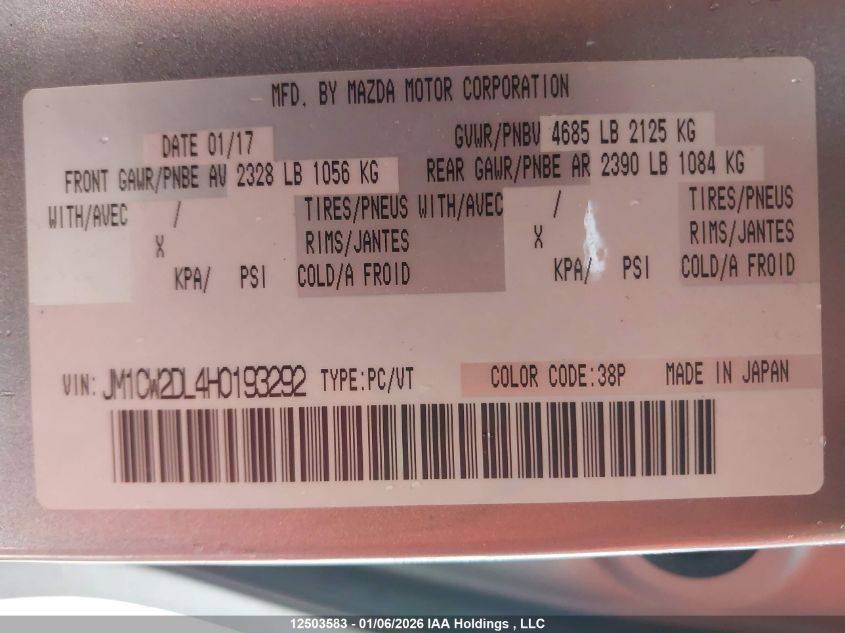 MFD. BY MAZDA MOTOR CORPORATION
DATE 01/17 GVWR/PNBV 4685 LB 2125 KG
FRONT GAWR/PNBE AV 2328 LB 1056 KG REAR GAWR/PNBE AR 2390 LB 1084 KG
WITH/AVEC / TIRES/PNEUS WITH/AVEC / TIRES/PNEUS
X RIMS/JANTES X RIMS/JANTES
KPA/ PSI COLD/A FROID KPA/ PSI COLD/A FROID
VIN: JM1CW2DL4H0193292 TYPE:PC/VT COLOR CODE:38P MADE IN JAPAN
12503583 - 01/06/2026 IAA Holdings , LLC